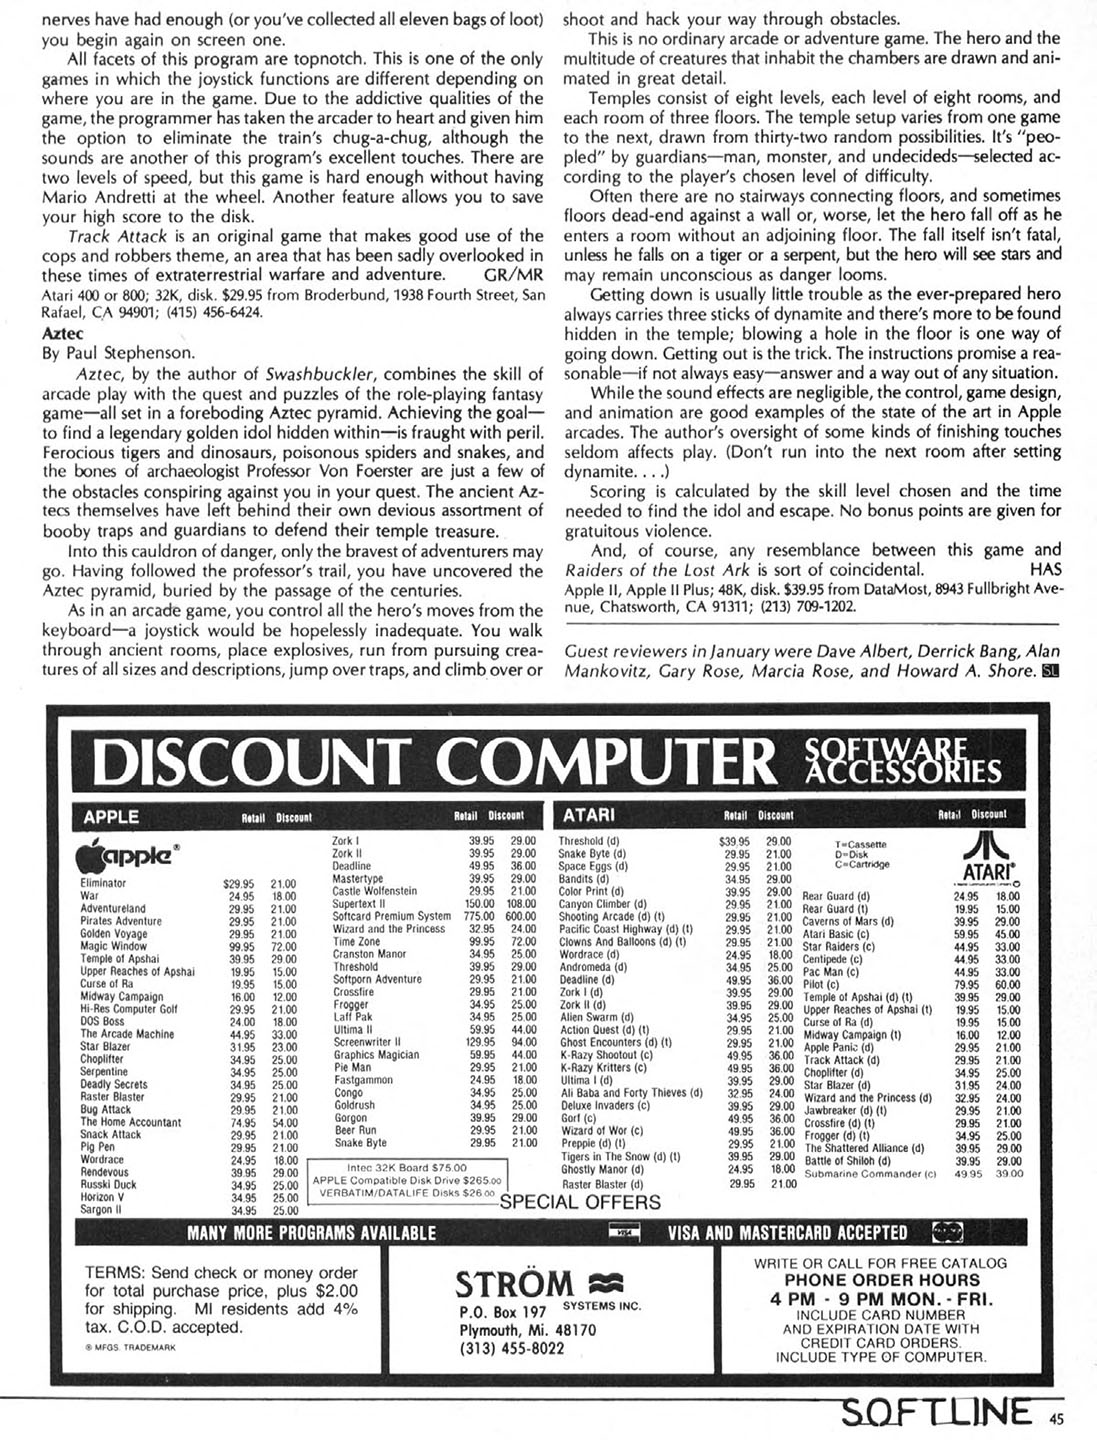 nerves have had enough (or you've collected all eleven bags of loot)
you begin again on screen one.
All facets of this program are topnotch. This is one of the only
games in which the joystick functions are different depending on
where you are in the game. Due to the addictive qualities of the
game, the programmer has taken the arcader to heart and given him
the option to eliminate the train's chug-a-chug, although the
sounds are another of this program's excellent touches. There are
two levels of speed, but this game is hard enough without having
Mario Andretti at the wheel. Another feature allows you to save
your high score to the disk.
Track Attack is an original game that makes good use of the
cops and robbers theme, an area that has been sadly overlooked in
these times of extraterrestrial warfare and adventure. GR/MR
Atari 400 or 800; 32K, disk. $29.95 from Broderbund, 1938 Fourth Street, San
Rafael, CA 94901; (415) 456-6424.
Aztec
By Paul Stephenson.
Aztec, by the author of Swashbuckler, combines the skill of
arcade play with the quest and puzzles of the role-playing fantasy
game—all set in a foreboding Aztec pyramid. Achieving the goal—
to find a legendary golden idol hidden within—is fraught with peril.
Ferocious tigers and dinosaurs, poisonous spiders and snakes, and
the bones of archaeologist Professor Von Foerster are just a few of
the obstacles conspiring against you in your quest. The ancient Az-
tecs themselves have left behind their own devious assortment of
booby traps and guardians to defend their temple treasure.
Into this cauldron of danger, only the bravest of adventurers may
go. Having followed the professor's trail, you have uncovered the
Aztec pyramid, buried by the passage of the centuries.
As in an arcade game, you control all the hero's moves from the
keyboard—a joystick would be hopelessly inadequate. You walk
through ancient rooms, place explosives, run from pursuing crea-
tures of all sizes and descriptions, jump over traps, and climb over or
shoot and hack your way through obstacles.
This is no ordinary arcade or adventure game. The hero and the
multitude of creatures that inhabit the chambers are drawn and ani-
mated in great detail.
Temples consist of eight levels, each level of eight rooms, and
each room of three floors. The temple setup varies from one game
to the next, drawn from thirty-two random possibilities. It's "peo-
pled" by guardians—man, monster, and undecideds—selected ac-
cording to the player's chosen level of difficulty.
Often there are no stairways connecting floors, and sometimes
floors dead-end against a wall or, worse, let the hero fall off as he
enters a room without an adjoining floor. The fall itself isn't fatal,
unless he falls on a tiger or a serpent, but the hero will see stars and
may remain unconscious as danger looms.
Getting down is usually little trouble as the ever-prepared hero
always carries three sticks of dynamite and there's more to be found
hidden in the temple; blowing a hole in the floor is one way of
going down. Getting out is the trick. The instructions promise a rea-
sonable—if not always easy—answer and a way out of any situation.
While the sound effects are negligible, the control, game design,
and animation are good examples of the state of the art in Apple
arcades. The author's oversight of some kinds of finishing touches
seldom affects play. (Don't run into the next room after setting
dynamite. . . .)
Scoring is calculated by the skill level chosen and the time
needed to find the idol and escape. No bonus points are given for
gratuitous violence.
And, of course, any resemblance between this game and
Raiders of the Lost Ark is sort of coincidental. HAS
Apple II, Apple II Plus; 48K, disk. $39.95 from DataMost, 8943 Fullbright Ave-
nue, Chatsworth, CA 91311; (213) 709-1202.
Guest reviewers in January were Dave Albert, Derrick Bang, Alan
Mankovitz, Gary Rose, Marcia Rose, and Howard A. Shore. SL
DISCOUNT COMPUTER SOFTWARE
ACCESSORIES
APPLE Retail Discount
apple®
Eliminator $29.95 21.00
War 24.95 18.00
Adventureland 29.95 21.00
Pirates Adventure 29.95 21.00
Golden Voyage 29.95 21.00
Magic Window 99.95 72.00
Temple of Apshai 39.95 29.00
Upper Reaches of Apshai 19.95 15.00
Curse of Ra 19.95 15.00
Midway Campaign 16.00 12.00
Hi-Res Computer Golf 29.95 21.00
DOS Boss 24.00 18.00
The Arcade Machine 44.95 33.00
Star Blazer 31.95 23.00
Choplifter 34.95 25.00
Serpentine 34.95 25.00
Deadly Secrets 34.95 25.00
Raster Blaster 29.95 21.00
Bug Attack 29.95 21.00
The Home Accountant 74.95 54.00
Snack Attack 29.95 21.00
Pig Pen 29.95 21.00
Wordrace 24.95 18.00
Rendevous 39.95 29.00
Russki Duck 34.95 25.00
Horizon V 34.95 25.00
Sargon II 34.95 25.00
Retail Discount
Zork I 39.95 29.00
Zork II 39.95 29.00
Deadline 49.95 36.00
Mastertype 39.95 29.00
Castle Wolfenstein 29.95 21.00
Supertext II 150.00 108.00
Softcard Premium System 775.00 600.00
Wizard and the Princess 32.95 24.00
Time Zone 99.95 72.00
Cranston Manor 34.95 25.00
Threshold 39.95 29.00
Softporn Adventure 29.95 21.00
Crossfire 29.95 21.00
Frogger 34.95 25.00
Laff Pak 34.95 25.00
Ultima II 59.95 44.00
Screenwriter II 129.95 94.00
Graphics Magician 59.95 44.00
Pie Man 29.95 21.00
Fastgammon 24.95 18.00
Congo 34.95 25.00
Goldrush 34.95 25.00
Gorgon 39.95 29.00
Beer Run 29.95 21.00
Snake Byte 29.95 21.00
Intec 32K Board $75.00
APPLE Compatible Disk Drive $265.00
VERBATIM/DATALIFE Disks $26.00
SPECIAL OFFERS
ATARI Retail Discount
Threshold (d) $39.95 29.00
Snake Byte (d) 29.95 21.00
Space Eggs (d) 29.95 21.00
Bandits (d) 34.95 29.00
Color Print (d) 39.95 29.00
Canyon Climber (d) 29.95 21.00
Shooting Arcade (d) (t) 29.95 21.00
Pacific Coast Highway (d) (t) 29.95 21.00
Clowns And Balloons (d) (t) 29.95 21.00
Wordrace (d) 24.95 18.00
Andromeda (d) 34.95 25.00
Deadline (d) 49.95 36.00
Zork I (d) 39.95 29.00
Zork II (d) 39.95 29.00
Alien Swarm (d) 34.95 25.00
Action Quest (d) (t) 29.95 21.00
Ghost Encounters (d) (t) 29.95 21.00
K-Razy Shootout (c) 49.95 36.00
K-Razy Kritters (c) 49.95 36.00
Ultima I (d) 39.95 29.00
Ali Baba and Forty Thieves (d) 32.95 24.00
Deluxe Invaders (c) 39.95 29.00
Gorf (c) 49.95 36.00
Wizard of Wor (c) 49.95 36.00
Preppie (d) (t) 29.95 21.00
Tigers in The Snow (d) (t) 39.95 29.00
Ghostly Manor (d) 24.95 18.00
Raster Blaster (d) 29.95 21.00
Retail Discount
T=Cassette
D=Disk
C=Cartridge
ATARI®
Rear Guard (d) 24.95 18.00
Rear Guard (t) 19.95 15.00
Caverns of Mars (d) 39.95 29.00
Atari Basic (c) 59.95 45.00
Star Raiders (c) 44.95 33.00
Centipede (c) 44.95 33.00
Pac Man (c) 44.95 33.00
Pilot (c) 79.95 60.00
Temple of Apshai (d) (t) 39.95 29.00
Upper Reaches of Apshai (t) 19.95 15.00
Curse of Ra (d) 19.95 15.00
Midway Campaign (t) 16.00 12.00
Apple Panic (d) 29.95 21.00
Track Attack (d) 29.95 21.00
Choplifter (d) 34.95 25.00
Star Blazer (d) 31.95 24.00
Wizard and the Princess (d) 32.95 24.00
Jawbreaker (d) (t) 29.95 21.00
Crossfire (d) (t) 29.95 21.00
Frogger (d) (t) 34.95 25.00
The Shattered Alliance (d) 39.95 29.00
Battle of Shiloh (d) 39.95 29.00
Submarine Commander (c) 49.95 39.00
MANY MORE PROGRAMS AVAILABLE VISA VISA AND MASTERCARD ACCEPTED
TERMS: Send check or money order
for total purchase price, plus $2.00
for shipping. MI residents add 4%
tax. C.O.D. accepted.
® MFGS. TRADEMARK
STRÖM
SYSTEMS INC.
P.O. Box 197
Plymouth, Mi. 48170
(313) 455-8022
WRITE OR CALL FOR FREE CATALOG
PHONE ORDER HOURS
4 PM - 9 PM MON. - FRI.
INCLUDE CARD NUMBER
AND EXPIRATION DATE WITH
CREDIT CARD ORDERS.
INCLUDE TYPE OF COMPUTER.
SOFTLINE 45